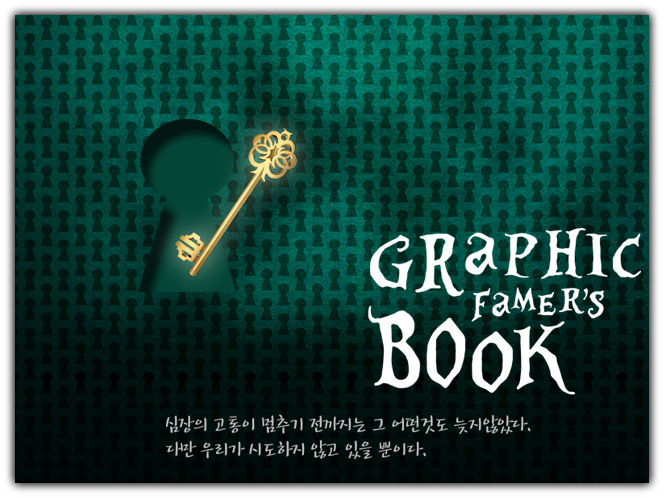 GRAPHIC
FAMER'S
BOOK
심장의 고통이 멈추기 전까지는 그 어떤것도 늦지않았다.
다만 우리가 시도하지 않고 있을 뿐이다.